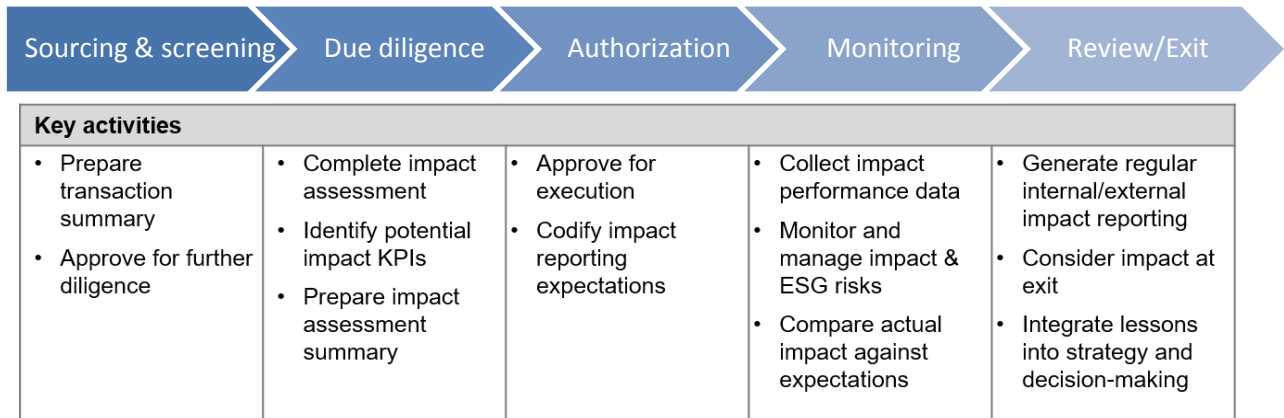 Sourcing & screening
Due diligence
Authorization
Monitoring
Review/Exit
Key activities
• Prepare
transaction
summary
• Approve for further
diligence
• Complete impact
assessment
• Identify potential
impact KPIs
• Prepare impact
assessment
summary
• Approve for
execution
• Codify impact
reporting
expectations
• Collect impact
performance data
• Monitor and
manage impact &
ESG risks
• Compare actual
impact against
expectations
• Generate regular
internal/external
impact reporting
• Consider impact at
exit
• Integrate lessons
into strategy and
decision-making